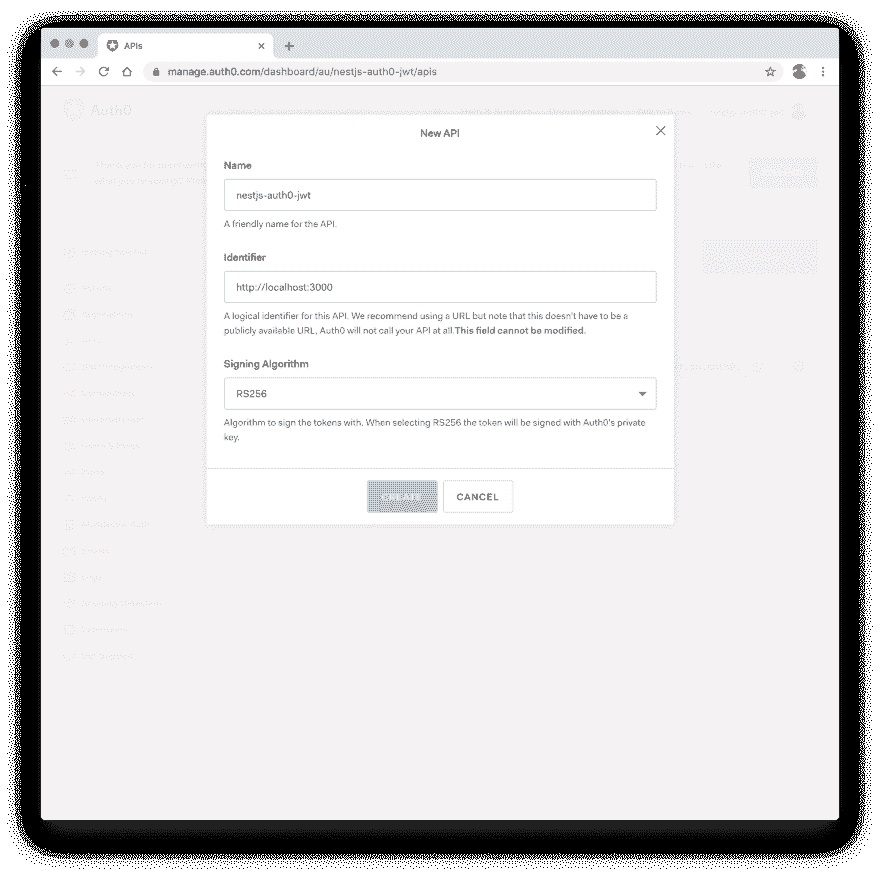 APIs
manage.auth0.com/dashboard/au/nestjs-auth0-jwt/apis
Auth0
New API
Name
nestjs-auth0-jwt
A friendly name for the API.
Identifier
http://localhost:3000
A logical identifier for this API. We recommend using a URL but note that this doesn't have to be a
publicly available URL, Auth0 will not call your API at all.This field cannot be modified.
Signing Algorithm
RS256
Algorithm to sign the tokens with. When selecting RS256 the token will be signed with Auth0's private
key.
CREATE
CANCEL